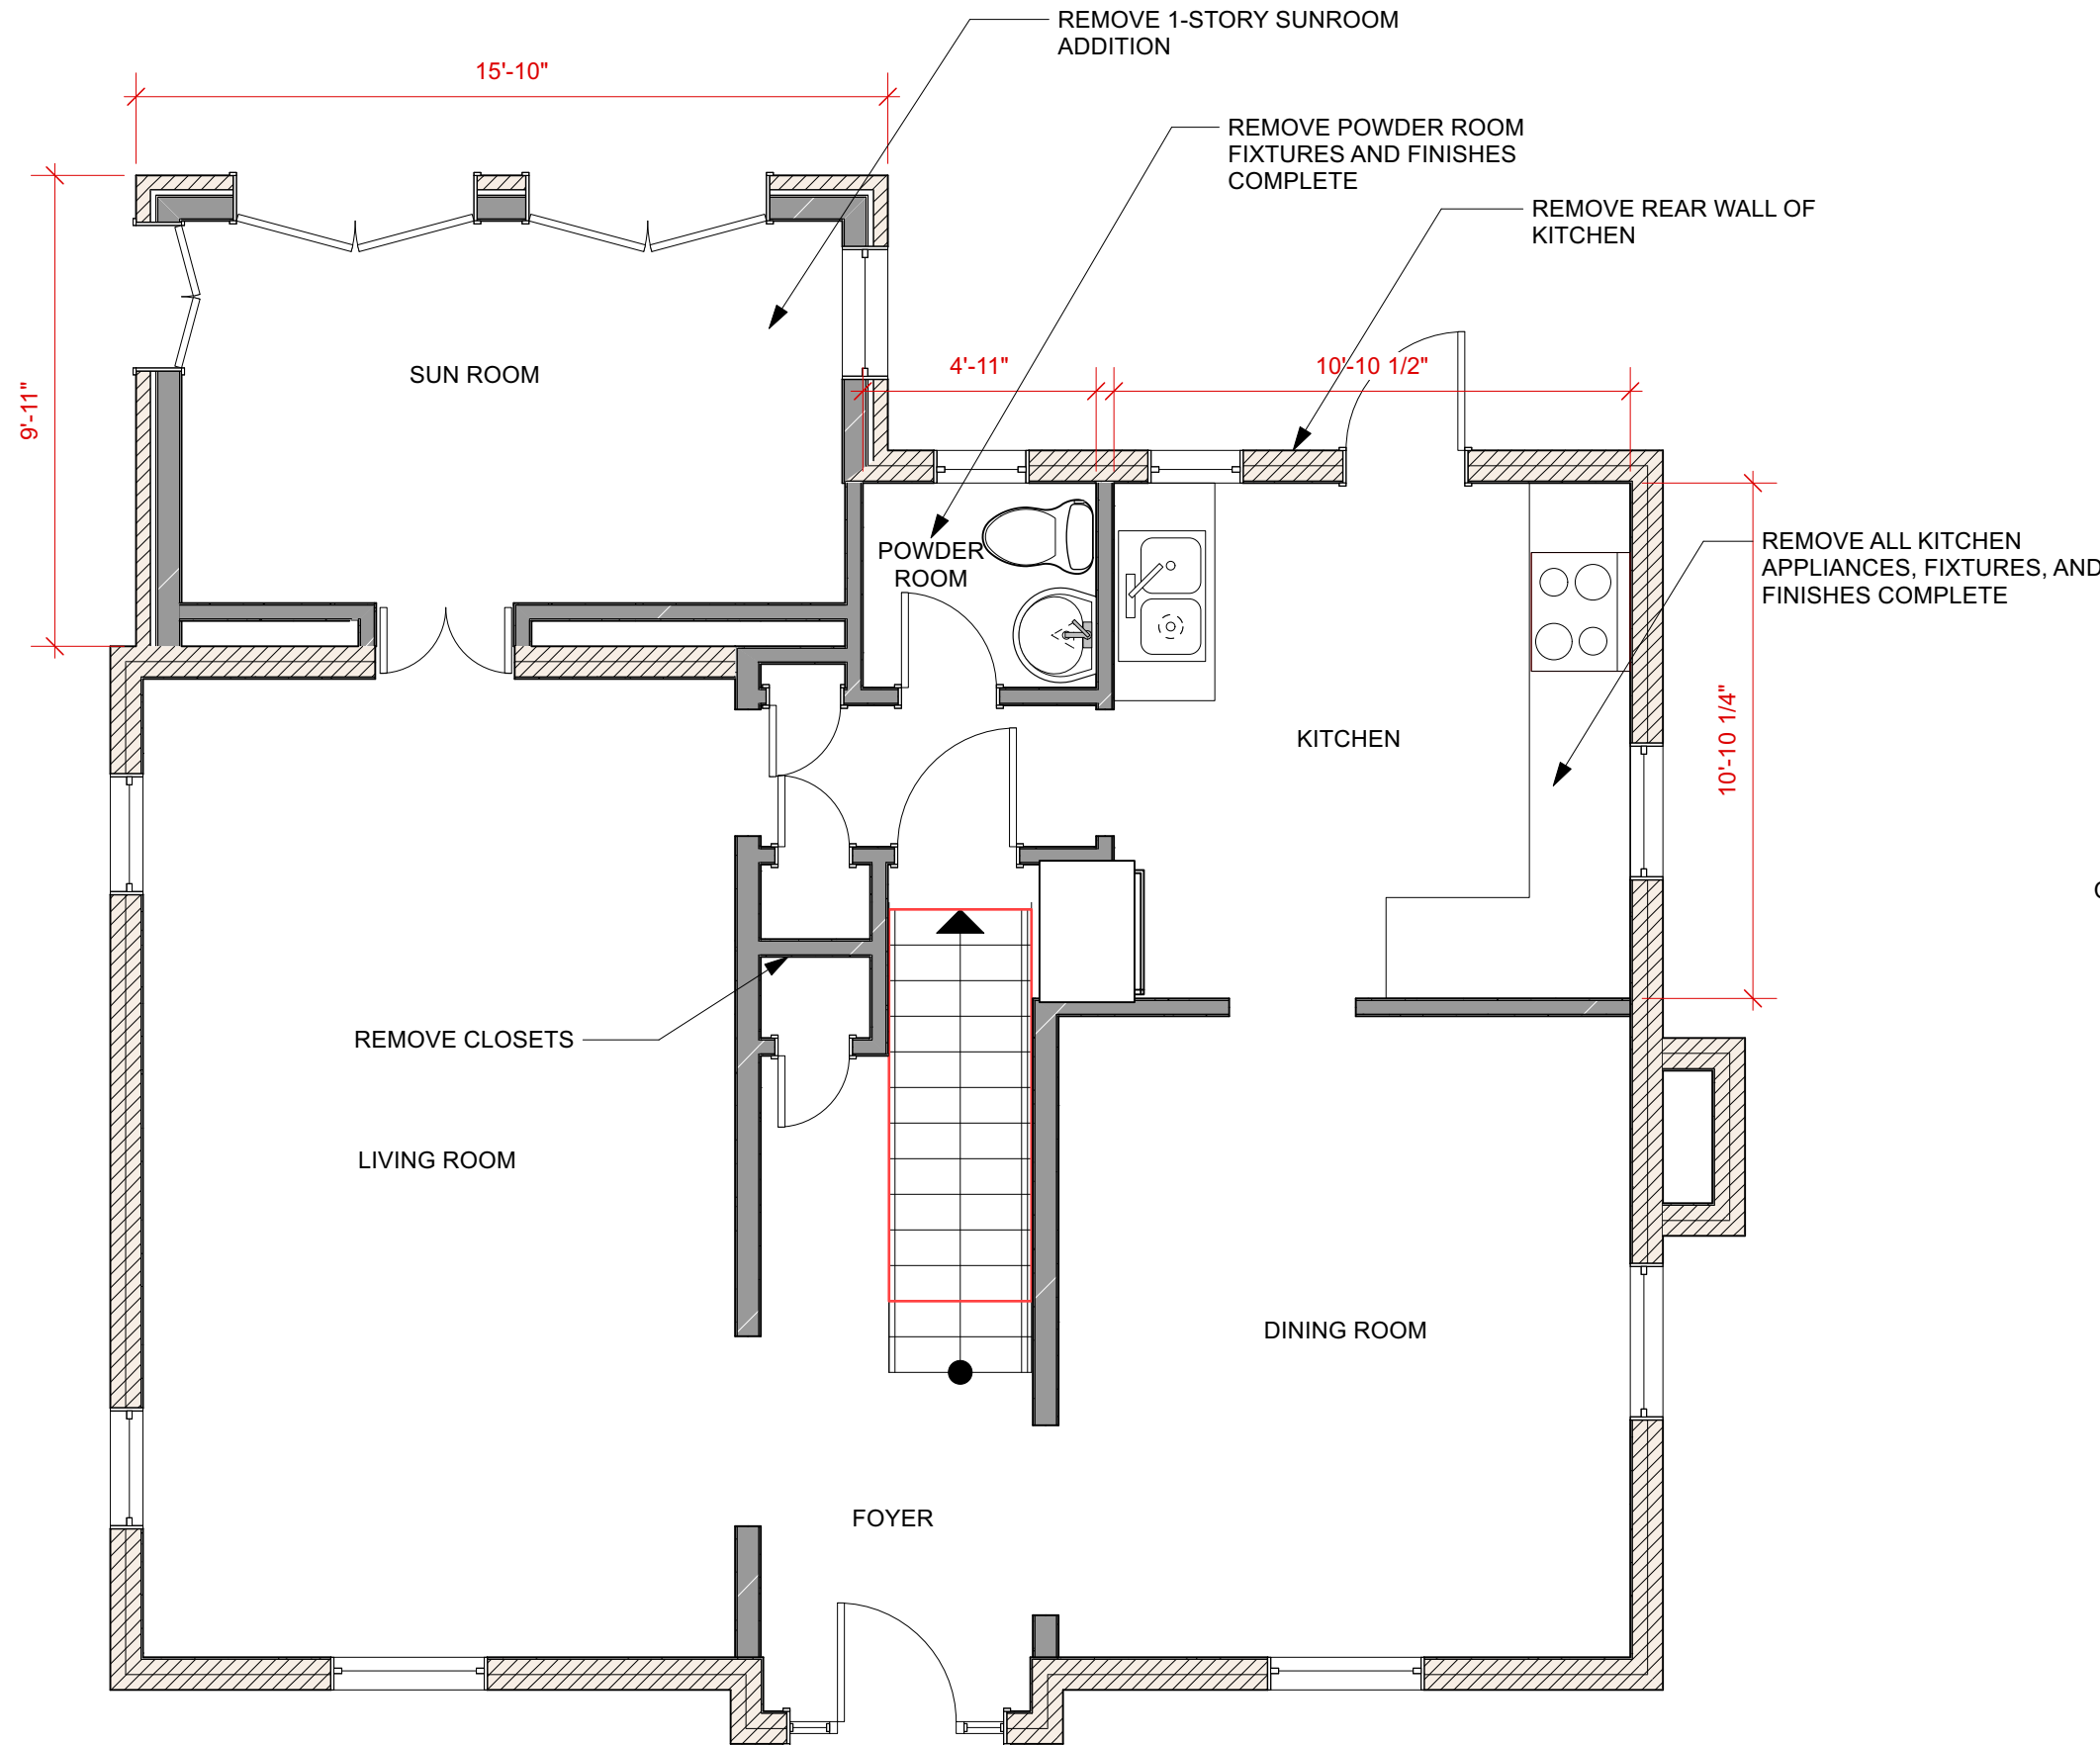 REMOVE 1-STORY SUNROOM
ADDITION
15'-10"
REMOVE POWDER ROOM
FIXTURES AND FINISHES
COMPLETE
REMOVE REAR WALL OF
KITCHEN
9'-11"
SUN ROOM
4'-11"
10'-10 1/2"
POWDER
ROOM
REMOVE ALL KITCHEN
APPLIANCES, FIXTURES, AND
FINISHES COMPLETE
KITCHEN
10'-10 1/4"
REMOVE CLOSETS
LIVING ROOM
DINING ROOM
FOYER